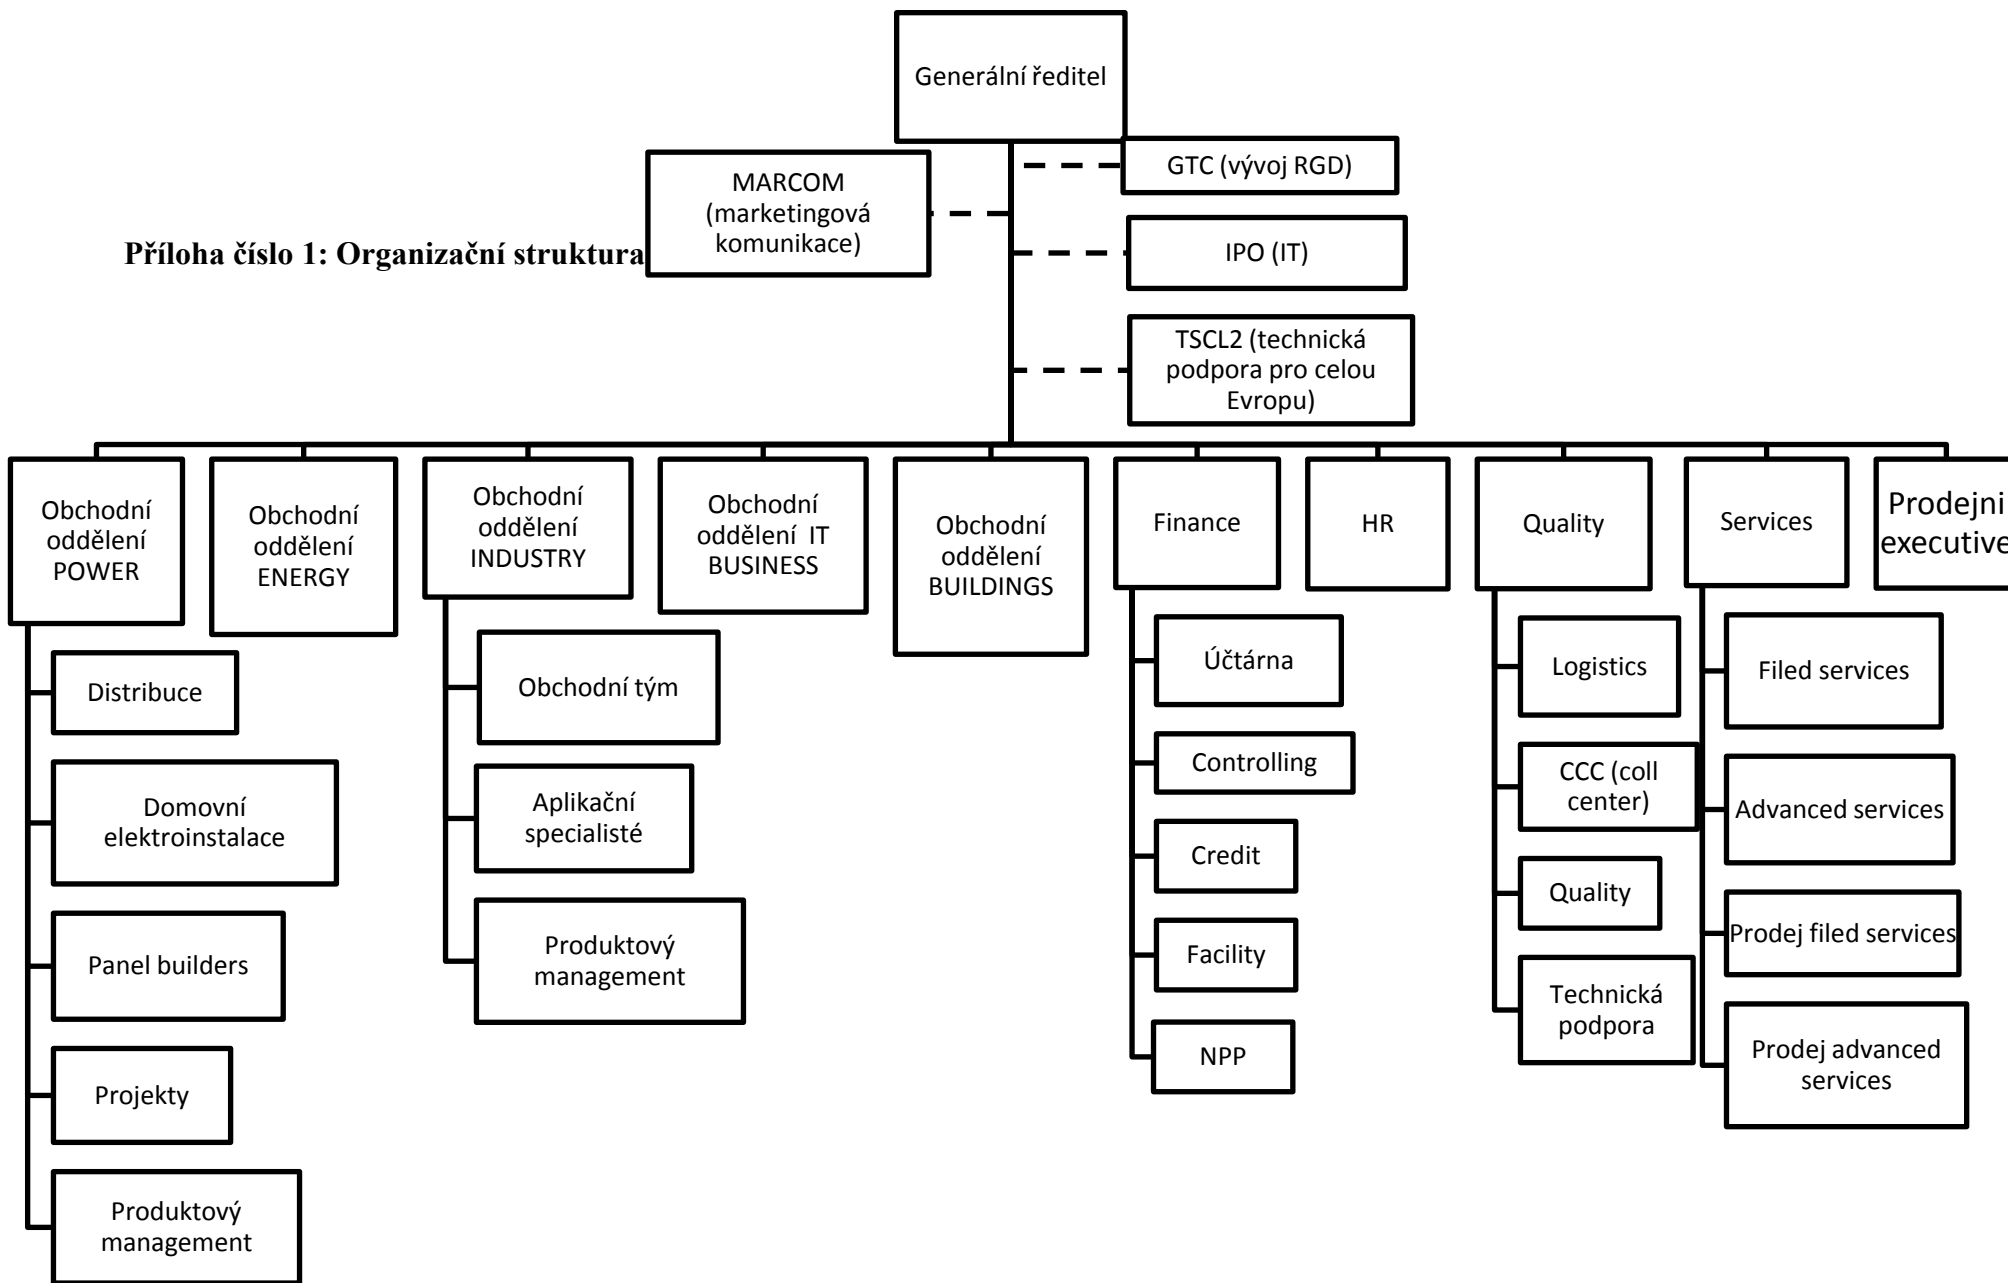 Generální ředitel
GTC (vývoj RGD)
MARCOM
(marketingová
komunikace)
Příloha číslo 1: Organizační struktura
IPO (IT)
TSCL2 (technická
podpora pro celou
Evropu)
Obchodní
oddělení
POWER
Obchodní
oddělení
ENERGY
Obchodní
oddělení
INDUSTRY
Obchodní
oddělení IT
BUSINESS
Obchodní
oddělení
BUILDINGS
Finance
HR
Quality
Services
Prodejni
executive
Distribuce
Domovní
elektroinstalace
Panel builders
Projekty
Produktový
management
Obchodní tým
Aplikační
specialisté
Produktový
management
Účtárna
Controlling
Credit
Facility
NPP
Logistics
CCC (coll
center)
Quality
Technická
podpora
Filed services
Advanced services
Prodej filed services
Prodej advanced
services